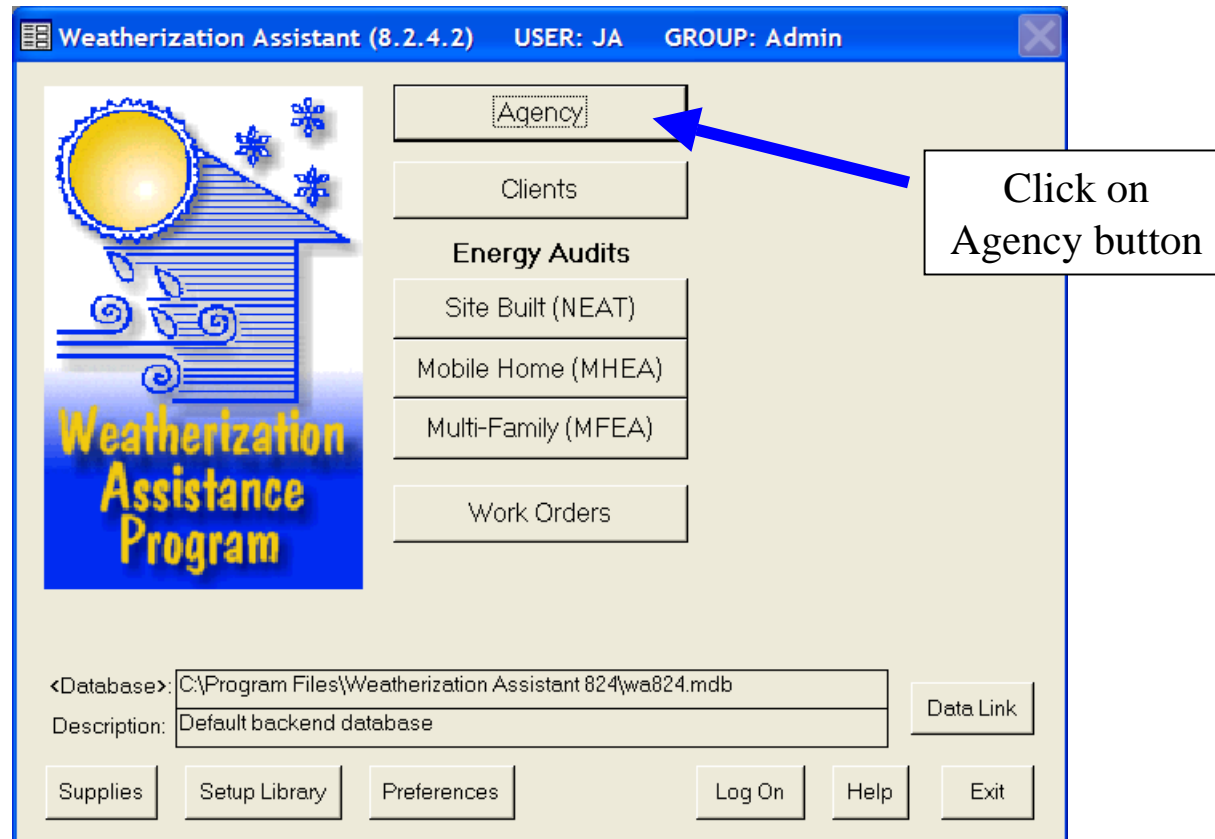 Weatherization Assistant (8.2.4.2) USER: JA GROUP: Admin
Agency
Clients
Click on
Agency button
Energy Audits
Site Built (NEAT)
Mobile Home (MHEA)
Multi-Family (MFEA)
Work Orders
Weatherization
Assistance
Program
<Database>: C:\Program Files\Weatherization Assistant 824\wa824.mdb
Description: Default backend database
Data Link
Supplies Setup Library Preferences Log On Help Exit